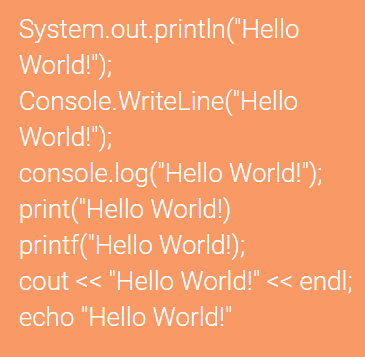 System.out.println("Hello
World!");
Console.WriteLine("Hello
World!");
console.log("Hello World!");
print("Hello World!)
printf("Hello World!);
cout << "Hello World!" << endl;
echo "Hello World!"